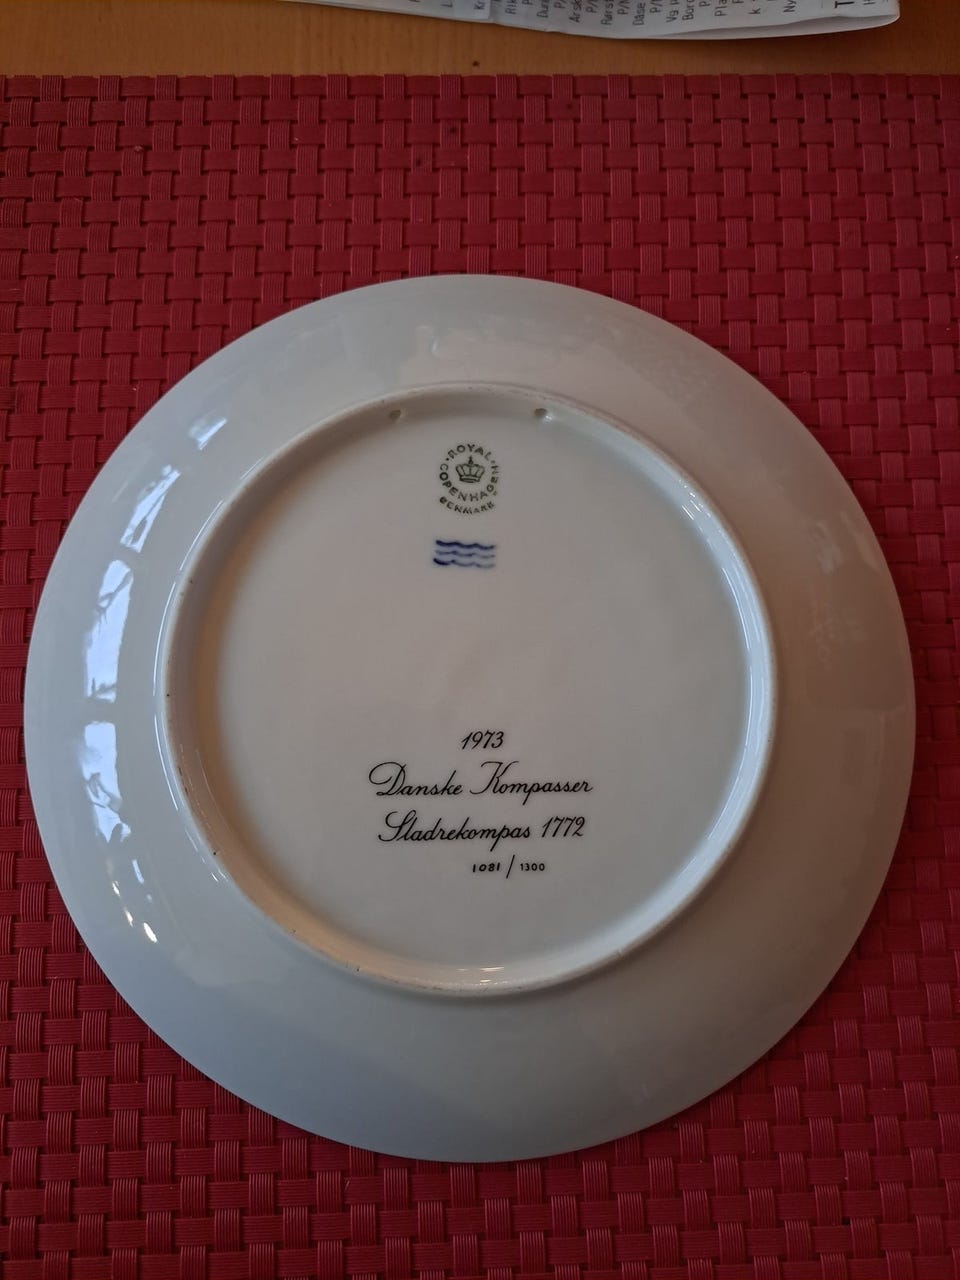 ROYAL COPENHAGEN
DENMARK
1973
Danske Kompasser
Sladrekompas 1772
1081/1300